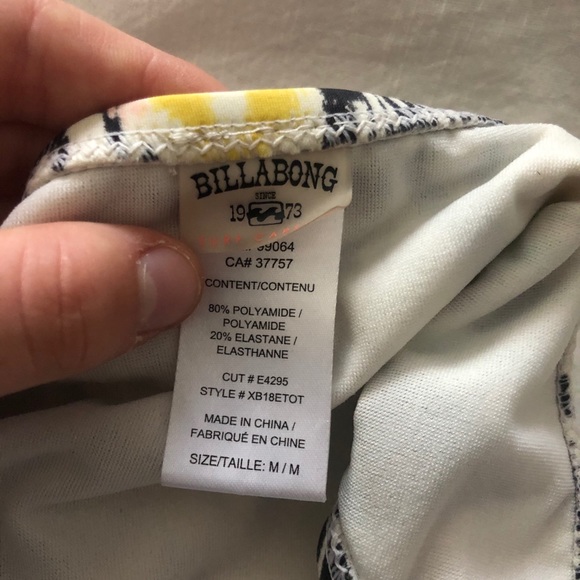 BILLABONG
SINCE
19 73
99064
CA# 37757
CONTENT/CONTENU
80% POLYAMIDE /
POLYAMIDE
20% ELASTANE /
ELASTHANNE
CUT # E4295
STYLE # XB18ETOT
MADE IN CHINA /
FABRIQUÉ EN CHINE
SIZE/TAILLE: M / M